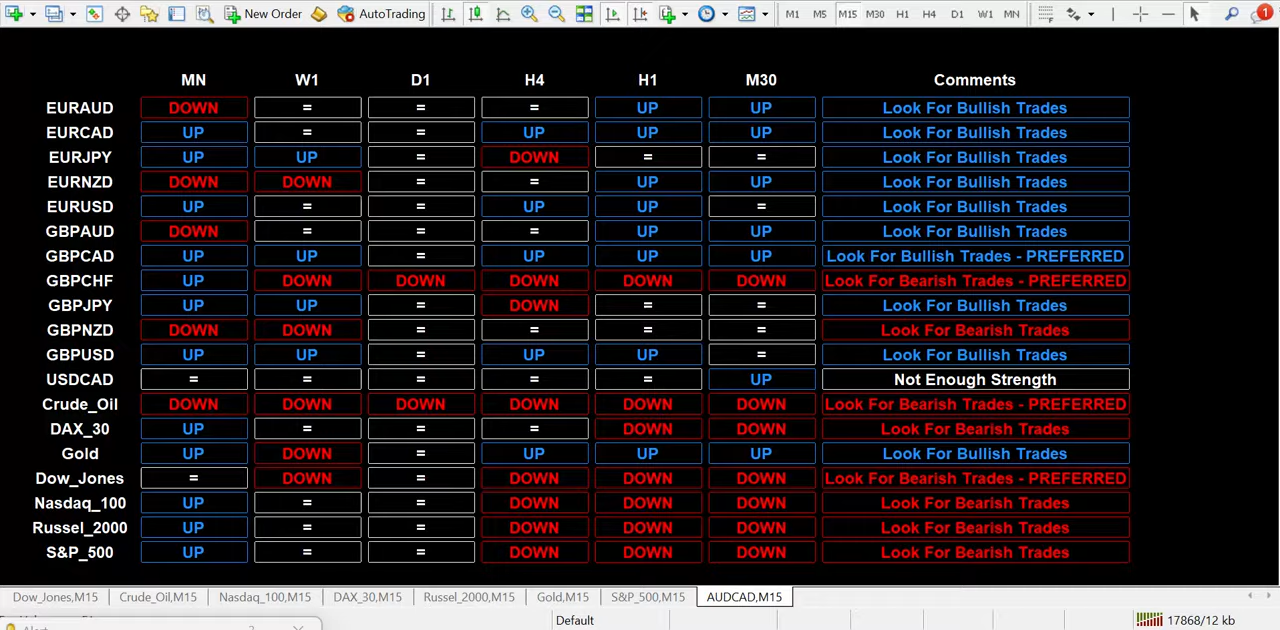 New Order AutoTrading M1 M5 M15 M30 H1 H4 D1 W1 MN 1
MN W1 D1 H4 H1 M30 Comments
EURAUD DOWN = = = UP UP Look For Bullish Trades
EURCAD UP = = UP UP UP Look For Bullish Trades
EURJPY UP UP = DOWN = = Look For Bullish Trades
EURNZD DOWN DOWN = = UP UP Look For Bullish Trades
EURUSD UP = = UP UP = Look For Bullish Trades
GBPAUD DOWN = = = UP UP Look For Bullish Trades
GBPCAD UP UP = UP UP UP Look For Bullish Trades - PREFERRED
GBPCHF UP DOWN DOWN DOWN DOWN DOWN Look For Bearish Trades - PREFERRED
GBPJPY UP UP = DOWN = = Look For Bullish Trades
GBPNZD DOWN DOWN = = = = Look For Bearish Trades
GBPUSD UP UP = UP UP = Look For Bullish Trades
USDCAD = = = = = UP Not Enough Strength
Crude_Oil DOWN DOWN DOWN DOWN DOWN DOWN Look For Bearish Trades - PREFERRED
DAX_30 UP = = = DOWN DOWN Look For Bearish Trades
Gold UP DOWN = UP UP UP Look For Bullish Trades
Dow_Jones = DOWN = DOWN DOWN DOWN Look For Bearish Trades - PREFERRED
Nasdaq_100 UP = = DOWN DOWN DOWN Look For Bearish Trades
Russel_2000 UP = = DOWN DOWN DOWN Look For Bearish Trades
S&P_500 UP = = DOWN DOWN DOWN Look For Bearish Trades
Dow_Jones,M15 Crude_Oil,M15 Nasdaq_100,M15 DAX_30,M15 Russel_2000,M15 Gold,M15 S&P_500,M15 AUDCAD,M15
Default 17868/12 kb